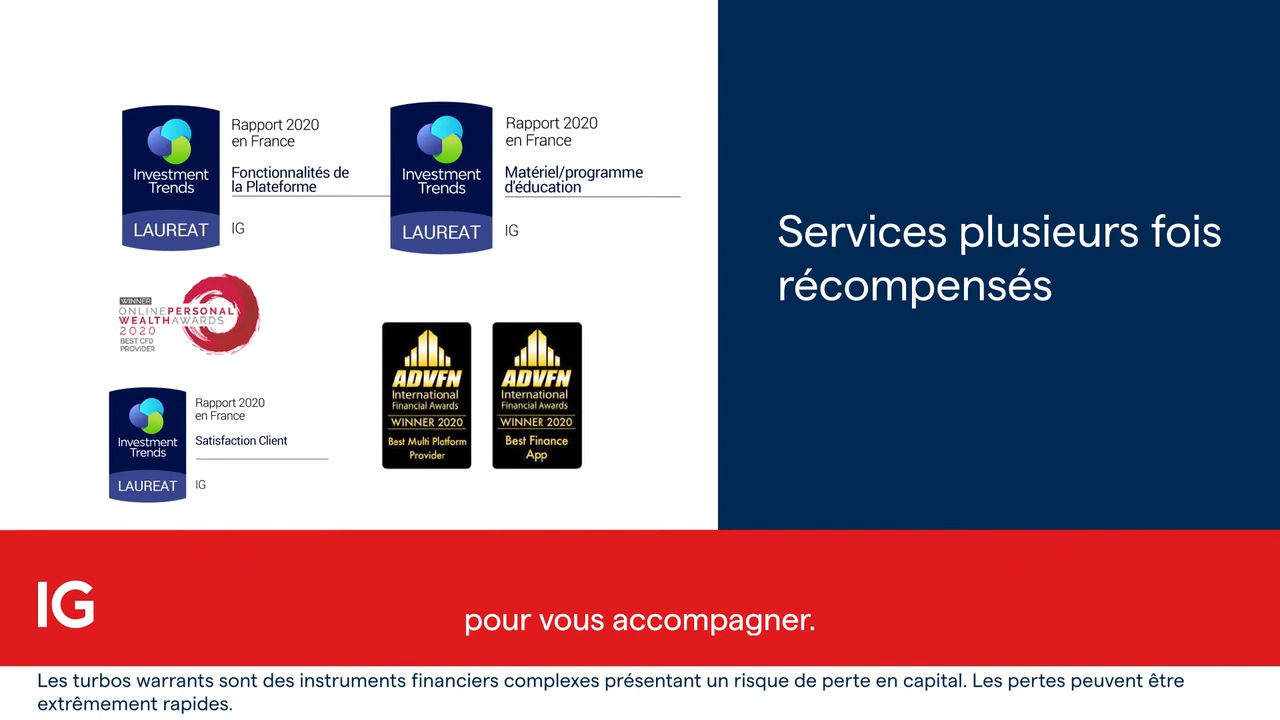 Rapport 2020
en France
Fonctionnalités de
la Plateforme
Investment
Trends
LAUREAT
IG
Rapport 2020
en France
Matériel/programme
d'éducation
Investment
Trends
LAUREAT
IG
WINNER
ONLINEPERSONAL
WEALTHAWARDS
2020
BEST CFD
PROVIDER
Rapport 2020
en France
Satisfaction Client
Investment
Trends
LAUREAT
IG
ADVFN
International
Financial Awards
WINNER 2020
Best Multi Platform
Provider
ADVFN
International
Financial Awards
WINNER 2020
Best Finance
App
Services plusieurs fois
récompensés
IG
pour vous accompagner.
Les turbos warrants sont des instruments financiers complexes présentant un risque de perte en capital. Les pertes peuvent être
extrêmement rapides.